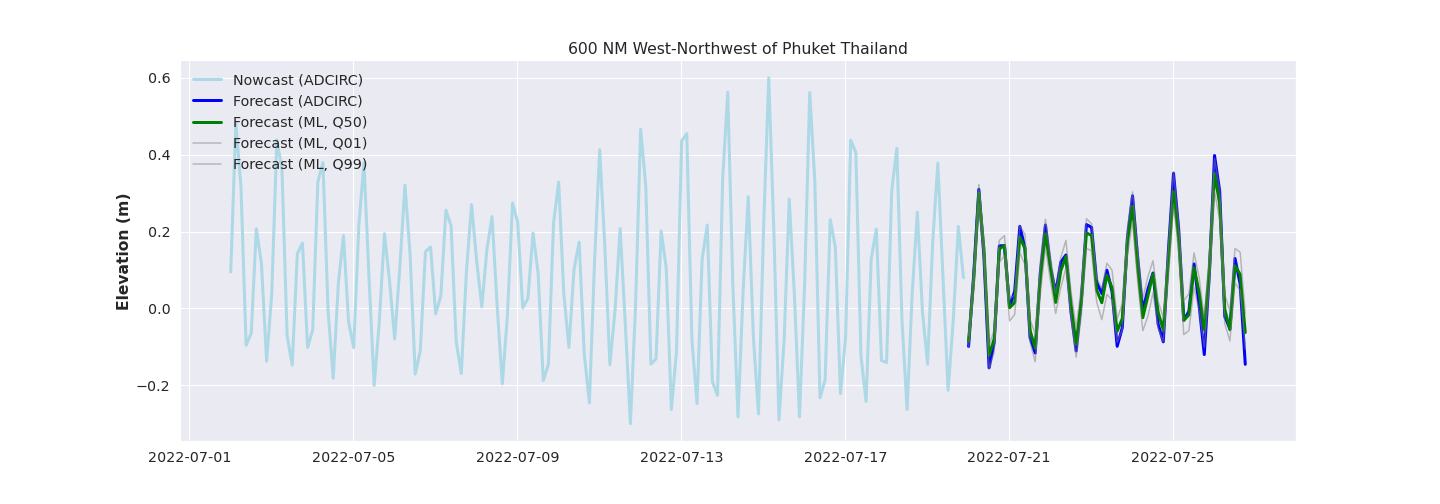 600 NM West-Northwest of Phuket Thailand
Nowcast (ADCIRC)
Forecast (ADCIRC)
Forecast (ML, Q50)
Forecast (ML, Q01)
Forecast (ML, Q99)
Elevation (m)
0.6
0.4
0.2
0.0
−0.2
2022-07-01 2022-07-05 2022-07-09 2022-07-13 2022-07-17 2022-07-21 2022-07-25